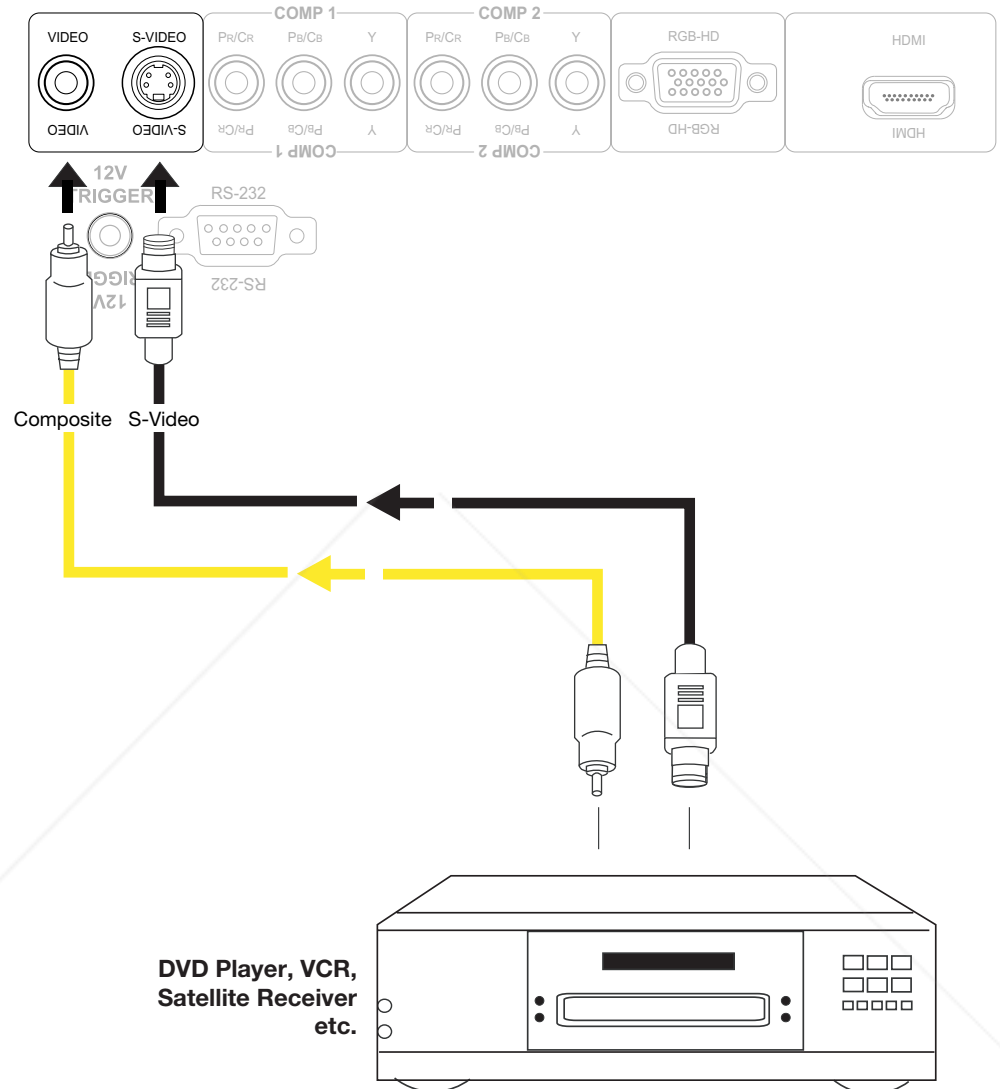 COMP 1 COMP 2
VIDEO S-VIDEO PR/CR PB/CB Y PR/CR PB/CB Y RGB-HD HDMI
VIDEO S-VIDEO PR/CR PB/CB Y PR/CR PB/CB Y RGB-HD HDMI
COMP 1 COMP 2
12V
TRIGGER RS-232
RS-232
12V
Composite S-Video
DVD Player, VCR,
Satellite Receiver
etc.